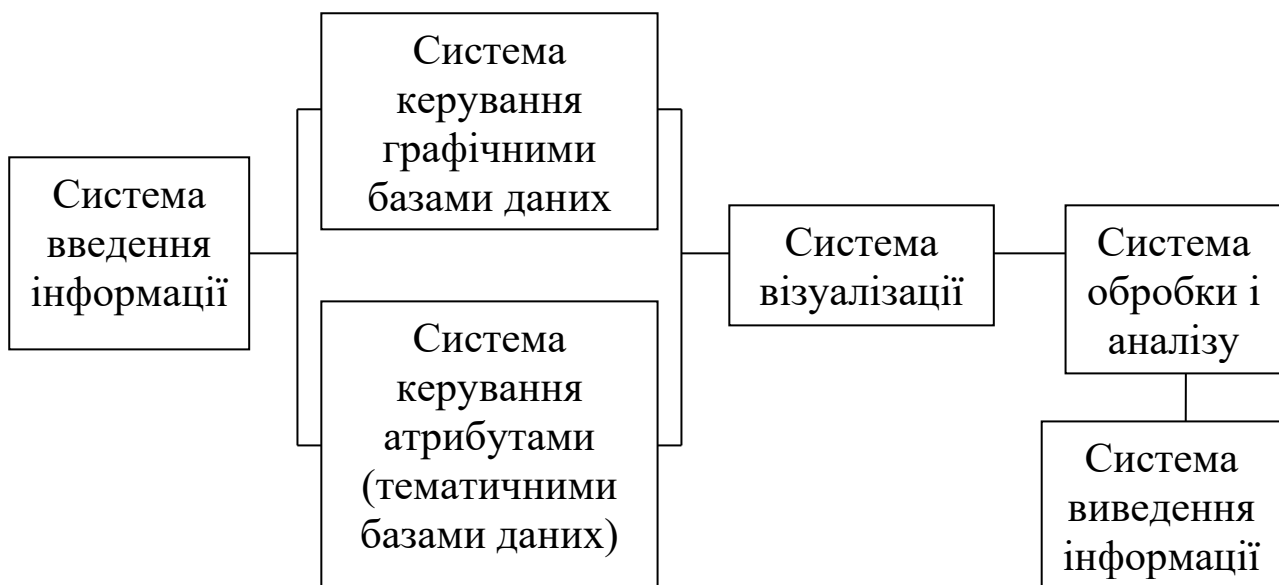 Система
введення
інформації
Система
керування
графічними
базами даних
Система
керування
атрибутами
(тематичними
базами даних)
Система
візуалізації
Система
обробки і
аналізу
Система
виведення
інформації